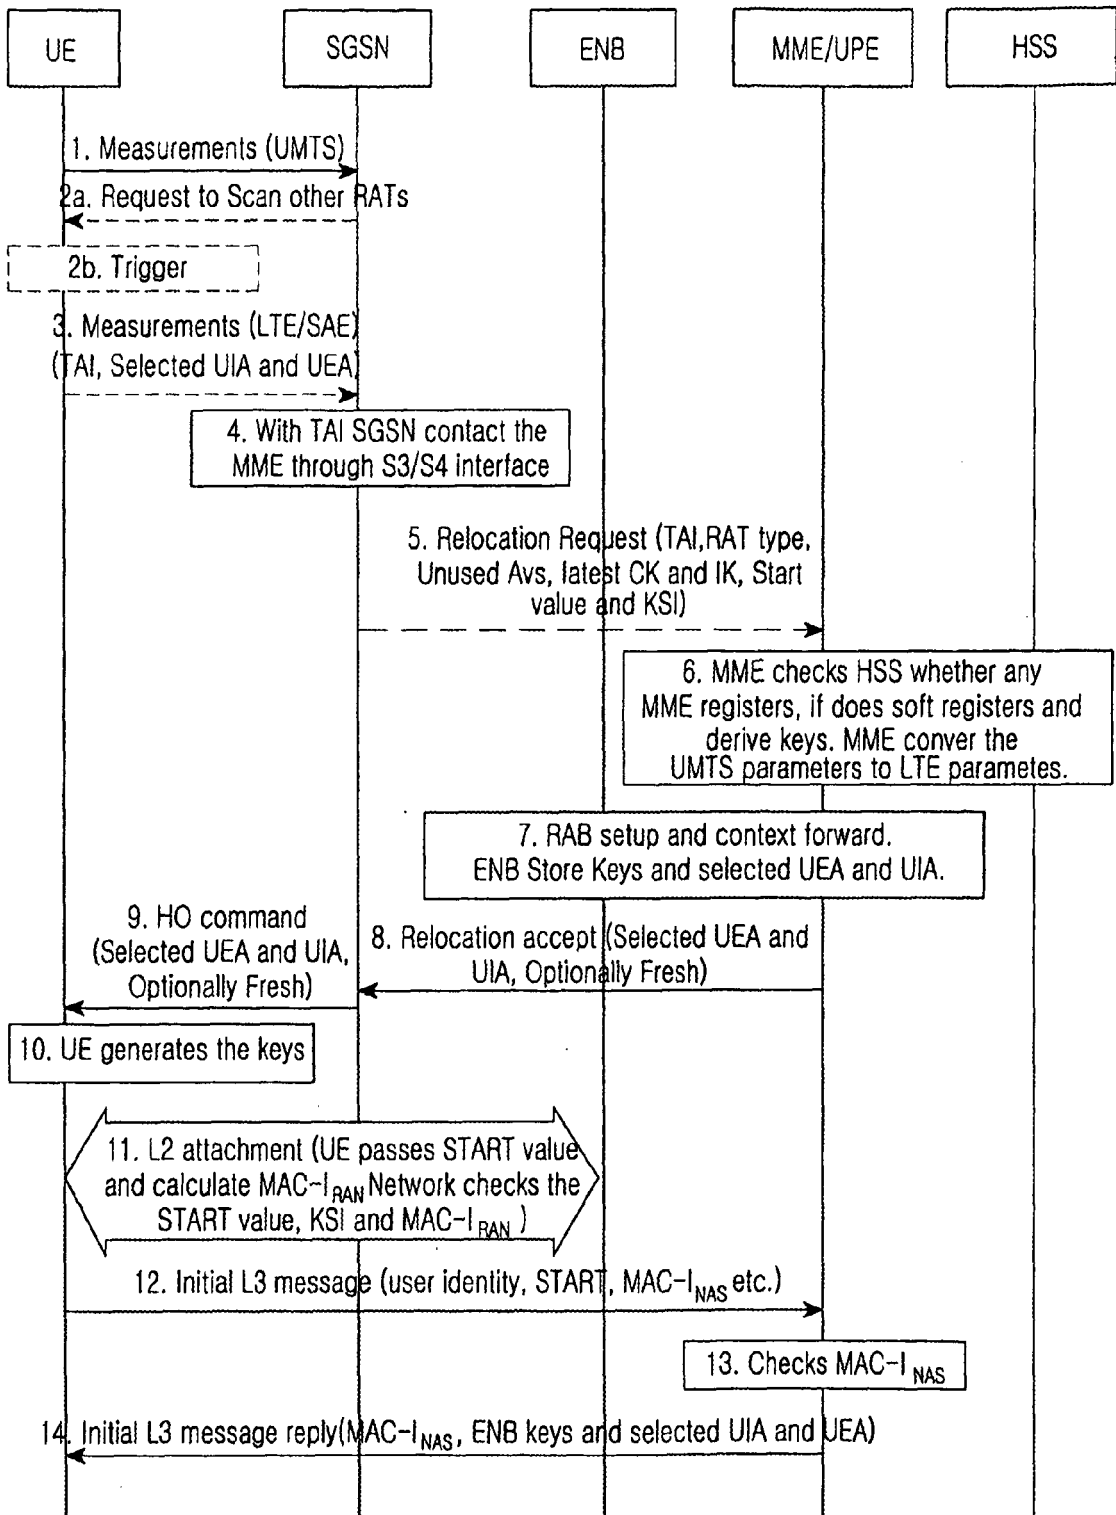 UE
SGSN
ENB
MME/UPE
HSS
1. Measurements (UMTS)
2a. Request to Scan other RATs
2b. Trigger
3. Measurements (LTE/SAE)
(TAI, Selected UIA and UEA)
4. With TAI SGSN contact the
MME through S3/S4 interface
5. Relocation Request (TAI,RAT type,
Unused Avs, latest CK and IK, Start
value and KSI)
6. MME checks HSS whether any
MME registers, if does soft registers and
derive keys. MME conver the
UMTS parameters to LTE parametes.
7. RAB setup and context forward.
ENB Store Keys and selected UEA and UIA.
8. Relocation accept (Selected UEA and
UIA, Optionally Fresh)
9. HO command
(Selected UEA and UIA,
Optionally Fresh)
10. UE generates the keys
11. L2 attachment (UE passes START value
and calculate MAC-I RAN Network checks the
START value, KSI and MAC-I RAN )
12. Initial L3 message (user identity, START, MAC-I NAS etc.)
13. Checks MAC-I NAS
14. Initial L3 message reply(MAC-I NAS, ENB keys and selected UIA and UEA)